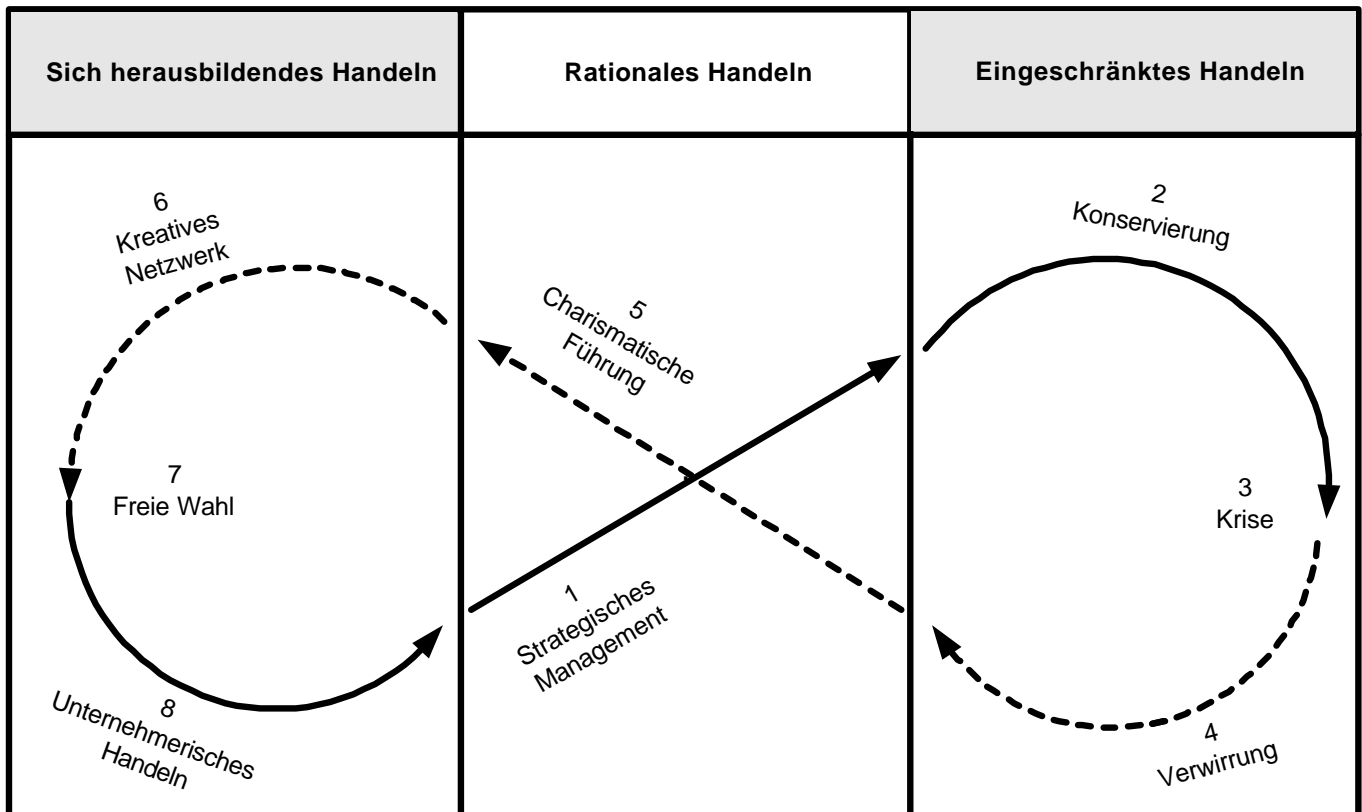 Sich herausbildendes Handeln
Rationales Handeln
Eingeschränktes Handeln
6
Kreatives
Netzwerk
7
Freie Wahl
8
Unternehmerisches
Handeln
5
Charismatische
Führung
1
Strategisches
Management
2
Konservierung
3
Krise
4
Verwirrung